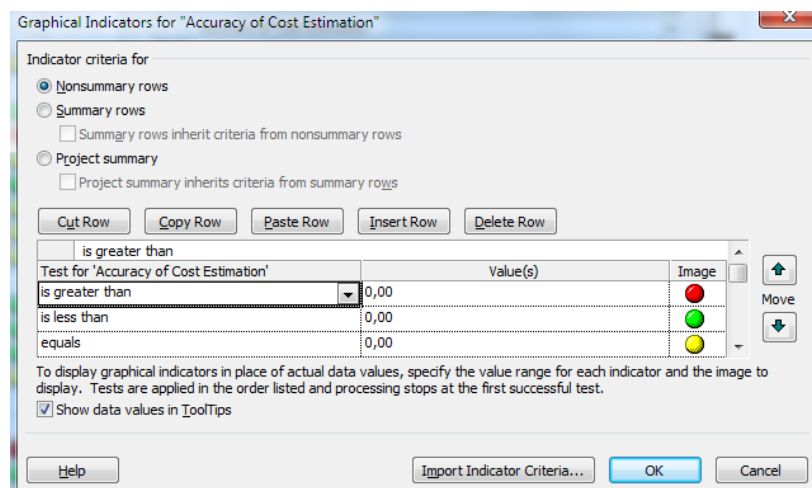 Graphical Indicators for "Accuracy of Cost Estimation"
Indicator criteria for
Nonsummary rows
Summary rows
Summary rows inherit criteria from nonsummary rows
Project summary
Project summary inherits criteria from summary rows
Cut Row Copy Row Paste Row Insert Row Delete Row
is greater than
Test for 'Accuracy of Cost Estimation' Value(s) Image
is greater than 0,00
Move
is less than 0,00
equals 0,00
To display graphical indicators in place of actual data values, specify the value range for each indicator and the image to
display. Tests are applied in the order listed and processing stops at the first successful test.
Show data values in ToolTips
Help Import Indicator Criteria... OK Cancel